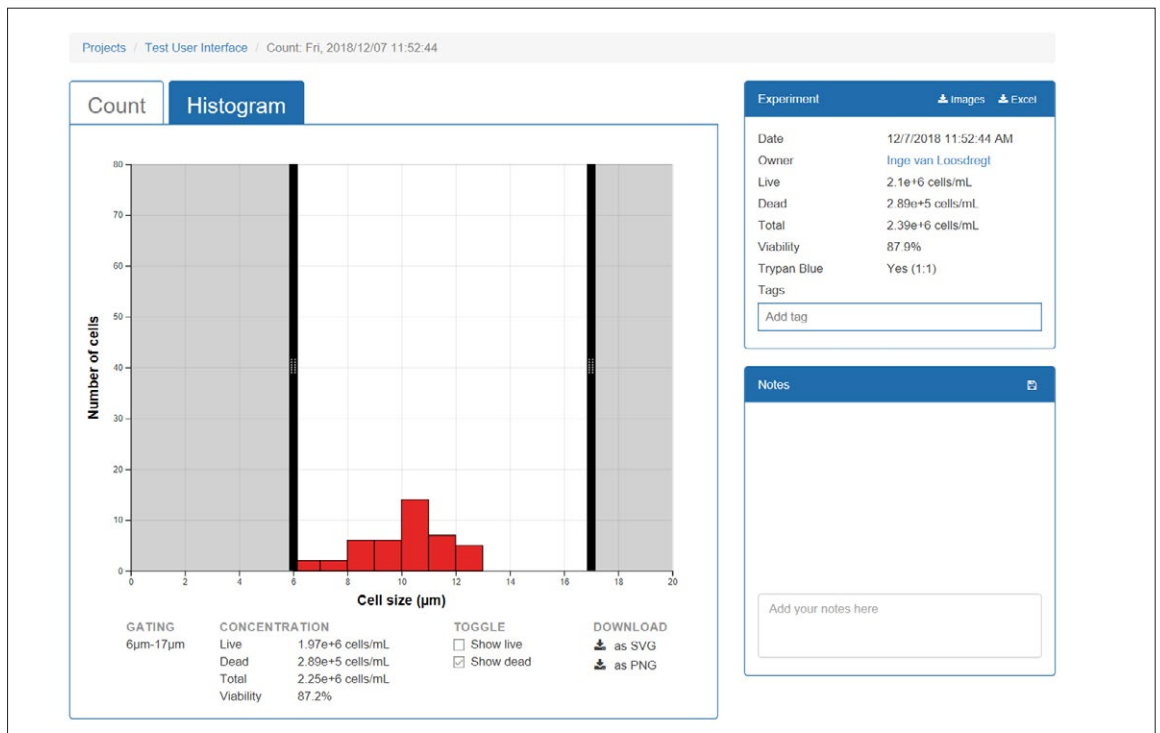 Projects / Test User Interface / Count: Fri, 2018/12/07 11:52:44
Count
Histogram
80
70
60
50
40
30
20
10
0
Number of cells
0 2 4 6 8 10 12 14 16 18 20
Cell size (µm)
GATING
6µm-17µm
CONCENTRATION
Live 1.97e+6 cells/mL
Dead 2.89e+5 cells/mL
Total 2.25e+6 cells/mL
Viability 87.2%
TOGGLE
Show live
Show dead
DOWNLOAD
as SVG
as PNG
Experiment Images Excel
Date 12/7/2018 11:52:44 AM
Owner Inge van Loosdregt
Live 2.1e+6 cells/mL
Dead 2.89e+5 cells/mL
Total 2.39e+6 cells/mL
Viability 87.9%
Trypan Blue Yes (1:1)
Tags
Add tag
Notes
Add your notes here